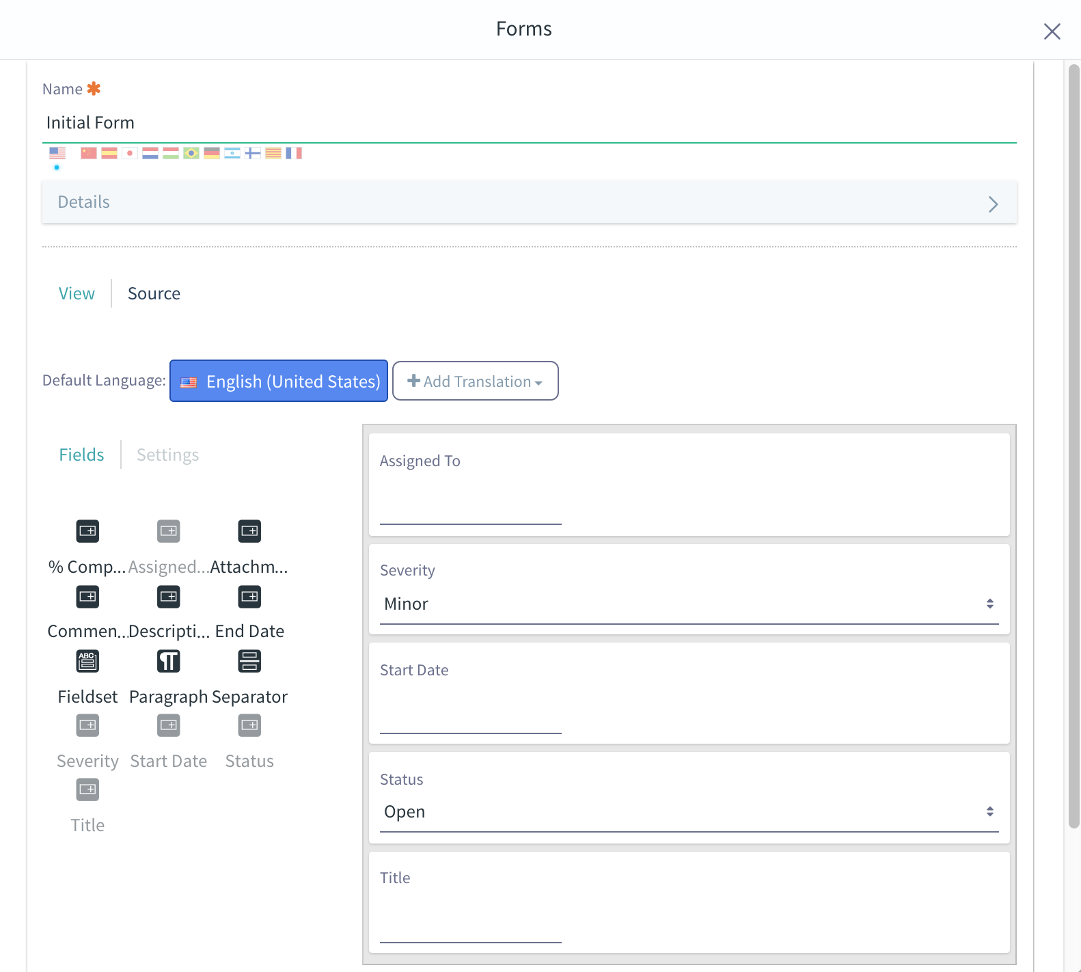 Forms
Name
Initial Form
Details
View
Source
Default Language:
English (United States)
Add Translation
Fields
Settings
% Comp...
Assigned...
Attachm...
Commen...
Descripti...
End Date
ABC
Fieldset
Paragraph
Separator
Severity
Start Date
Status
Title
Assigned To
Severity
Minor
Start Date
Status
Open
Title